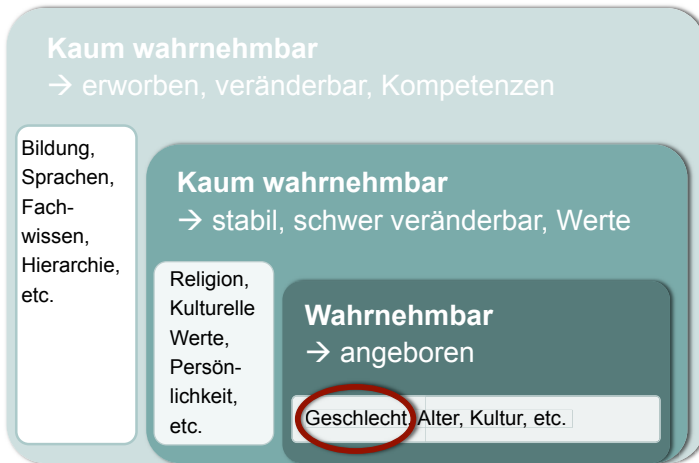 Kaum wahrnehmbar
→ erworben, veränderbar, Kompetenzen
Bildung,
Sprachen,
Fach-
wissen,
Hierarchie,
etc.
Kaum wahrnehmbar
→ stabil, schwer veränderbar, Werte
Religion,
Kulturelle
Werte,
Persön-
lichkeit,
etc.
Wahrnehmbar
→ angeboren
Geschlecht, Alter, Kultur, etc.